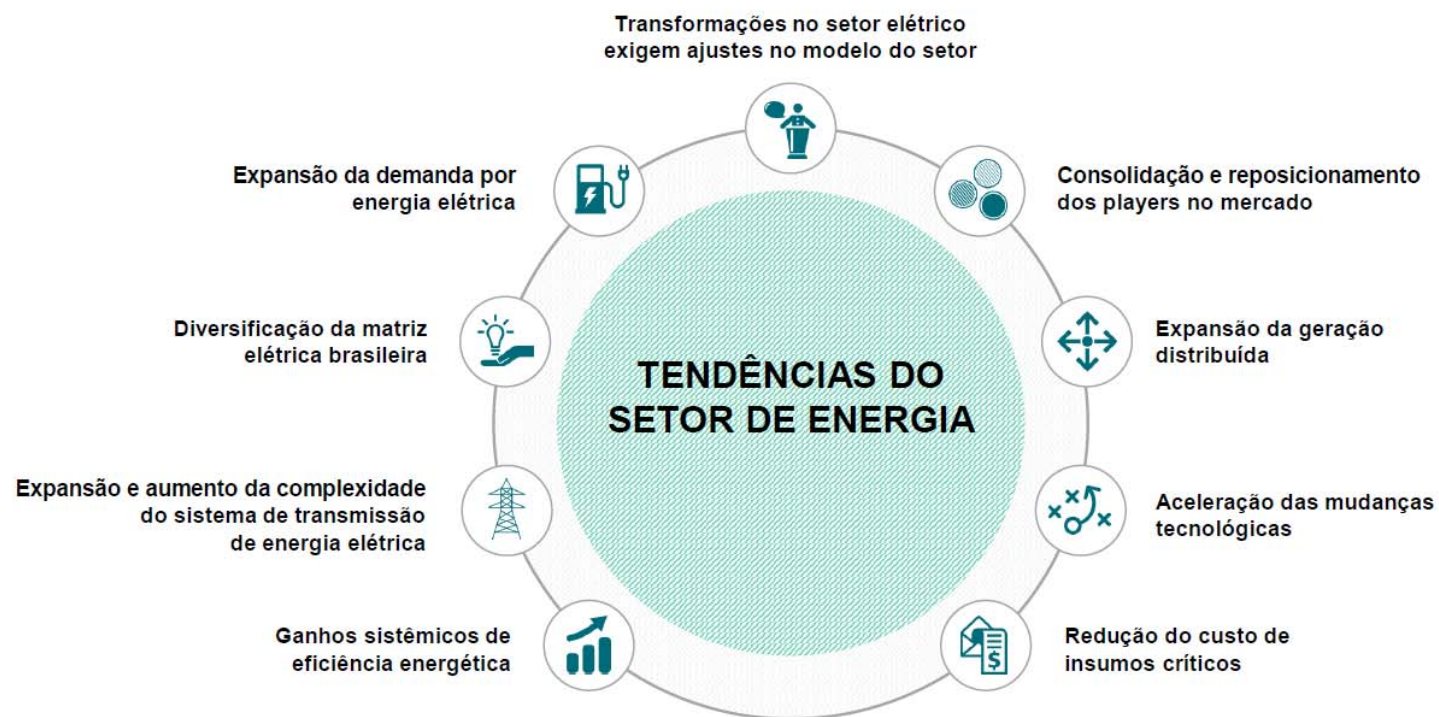 Transformações no setor elétrico
exigem ajustes no modelo do setor
Expansão da demanda por
energia elétrica
Consolidação e reposicionamento
dos players no mercado
Diversificação da matriz
elétrica brasileira
Expansão da geração
distribuída
TENDÊNCIAS DO
SETOR DE ENERGIA
Expansão e aumento da complexidade
do sistema de transmissão
de energia elétrica
Aceleração das mudanças
tecnológicas
Ganhos sistêmicos de
eficiência energética
Redução do custo de
insumos críticos
$